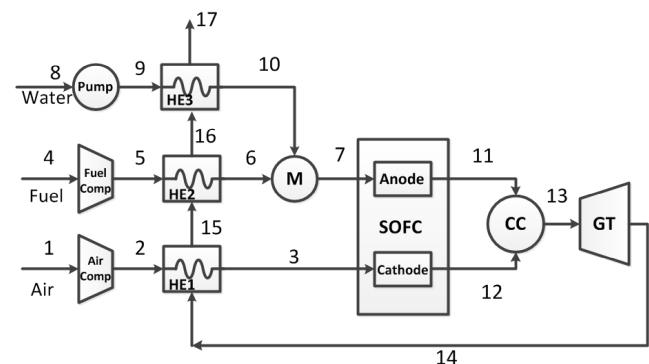 17
8
9
10
Water
Pump
HE3
16
4
5
6
7
11
Fuel
Fuel
Comp
HE2
M
Anode
15
13
SOFC
CC
GT
1
2
3
Air
Air
Comp
HE1
Cathode
12
14